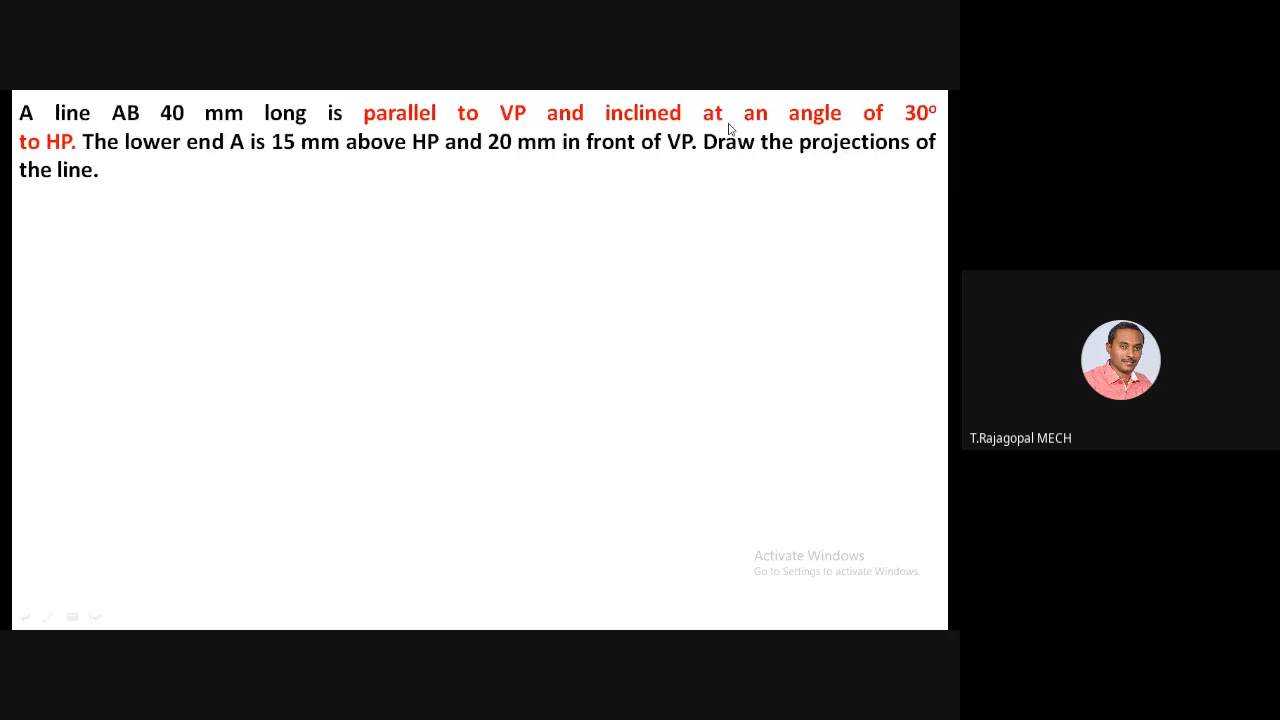 A line AB 40 mm long is parallel to VP and inclined at an angle of 30º
to HP. The lower end A is 15 mm above HP and 20 mm in front of VP. Draw the projections of
the line.
T.Rajagopal MECH
Activate Windows
Go to Settings to activate Windows.